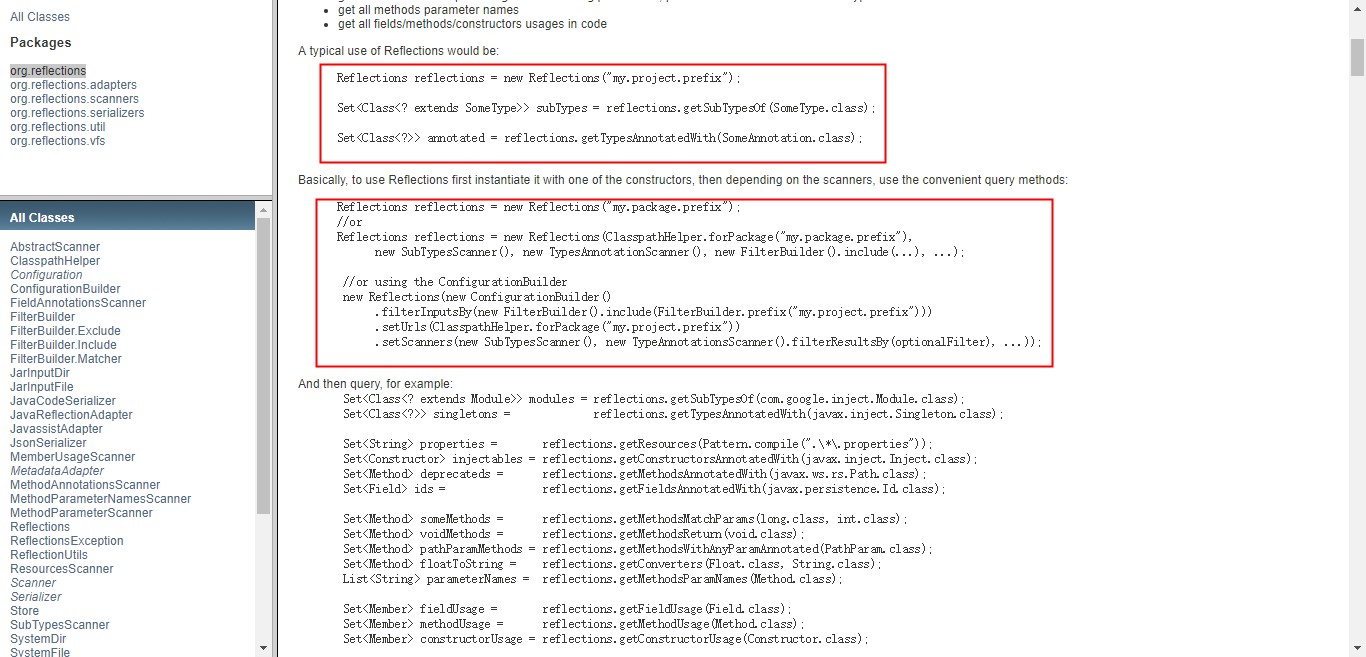 All Classes
Packages
org.reflections
org.reflections.adapters
org.reflections.scanners
org.reflections.serializers
org.reflections.util
org.reflections.vfs
All Classes
AbstractScanner
ClasspathHelper
Configuration
ConfigurationBuilder
FieldAnnotationsScanner
FilterBuilder
FilterBuilder.Exclude
FilterBuilder.Include
FilterBuilder.Matcher
JarInputDir
JarInputFile
JavaCodeSerializer
JavaReflectionAdapter
JavassistAdapter
JsonSerializer
MemberUsageScanner
MetadataAdapter
MethodAnnotationsScanner
MethodParameterNamesScanner
MethodParameterScanner
Reflections
ReflectionsException
ReflectionUtils
ResourcesScanner
Scanner
Serializer
Store
SubTypesScanner
SystemDir
SystemFile
get all methods parameter names
get all fields/methods/constructors usages in code
A typical use of Reflections would be:
Reflections reflections = new Reflections("my.project.prefix");
Set<Class<? extends SomeType>> subTypes = reflections.getSubTypesOf(SomeType.class);
Set<Class<?>> annotated = reflections.getTypesAnnotatedWith(SomeAnnotation.class);
Basically, to use Reflections first instantiate it with one of the constructors, then depending on the scanners, use the convenient query methods:
Reflections reflections = new Reflections("my.package.prefix");
//or
Reflections reflections = new Reflections(ClasspathHelper.forPackage("my.package.prefix"),
new SubTypesScanner(), new TypesAnnotationScanner(), new FilterBuilder().include(...), ...);
//or using the ConfigurationBuilder
new Reflections(new ConfigurationBuilder()
.filterInputsBy(new FilterBuilder().include(FilterBuilder.prefix("my.project.prefix")))
.setUrls(ClasspathHelper.forPackage("my.project.prefix"))
.setScanners(new SubTypesScanner(), new TypeAnnotationsScanner().filterResultsBy(optionalFilter), ...));
And then query, for example:
Set<Class<? extends Module>> modules = reflections.getSubTypesOf(com.google.inject.Module.class);
Set<Class<?>> singletons = reflections.getTypesAnnotatedWith(javax.inject.Singleton.class);
Set<String> properties = reflections.getResources(Pattern.compile(".\*\.properties"));
Set<Constructor> injectables = reflections.getConstructorsAnnotatedWith(javax.inject.Inject.class);
Set<Method> deprecateds = reflections.getMethodsAnnotatedWith(javax.ws.rs.Path.class);
Set<Field> ids = reflections.getFieldsAnnotatedWith(javax.persistence.Id.class);
Set<Method> someMethods = reflections.getMethodsMatchParams(long.class, int.class);
Set<Method> voidMethods = reflections.getMethodsReturn(void.class);
Set<Method> pathParamMethods = reflections.getMethodsWithAnyParamAnnotated(PathParam.class);
Set<Method> floatToString = reflections.getConverters(Float.class, String.class);
List<String> parameterNames = reflections.getMethodsParamNames(Method.class);
Set<Member> fieldUsage = reflections.getFieldUsage(Field.class);
Set<Member> methodUsage = reflections.getMethodUsage(Method.class);
Set<Member> constructorUsage = reflections.getConstructorUsage(Constructor.class);